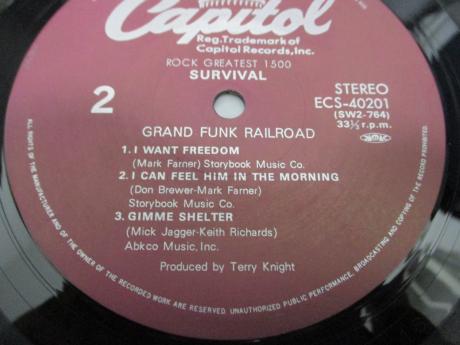 Capitol
Reg. Trademark of
Capitol Records, Inc.
ROCK GREATEST 1500
SURVIVAL
2
STEREO
ECS-40201
(SW2-764)
33⅓ r.p.m.
GRAND FUNK RAILROAD
1. I WANT FREEDOM
(Mark Farner) Storybook Music Co.
2. I CAN FEEL HIM IN THE MORNING
(Don Brewer-Mark Farner)
Storybook Music Co.
3. GIMME SHELTER
(Mick Jagger-Keith Richards)
Abkco Music, Inc.
Produced by Terry Knight
ALL RIGHTS OF THE MANUFACTURER AND OF THE OWNER OF THE RECORDED WORK ARE RESERVED. UNAUTHORIZED PUBLIC PERFORMANCE, BROADCASTING AND COPYING OF THE RECORD PROHIBITED.